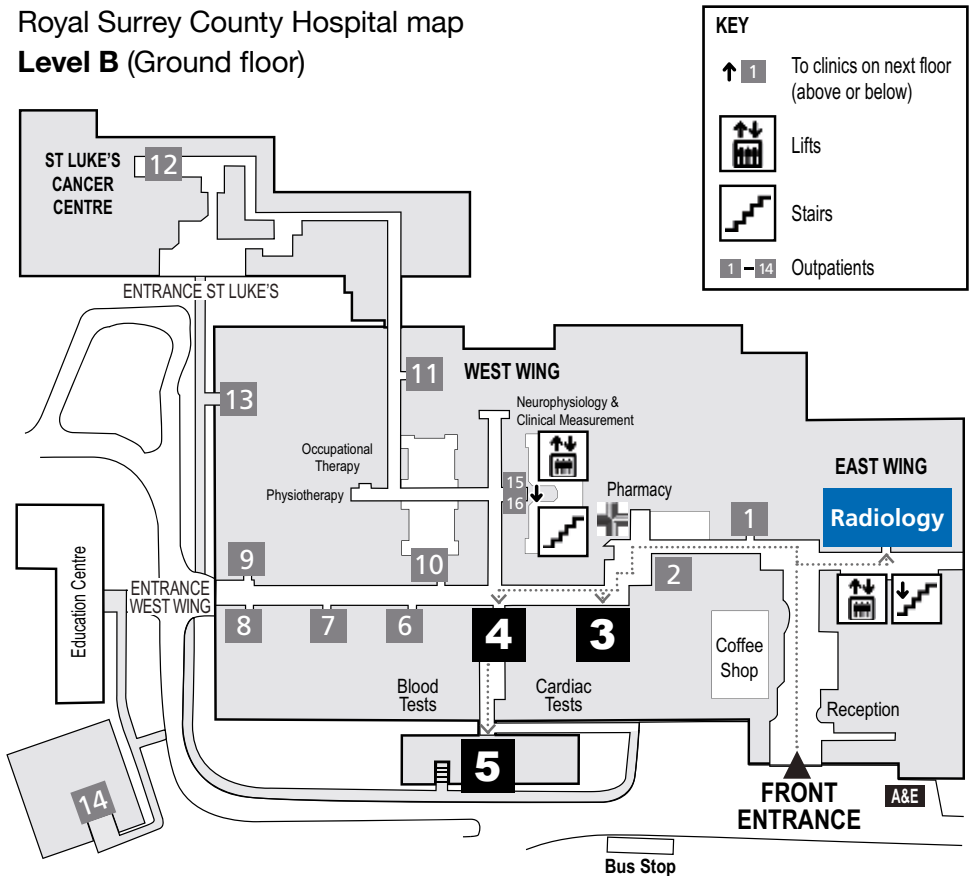 Royal Surrey County Hospital map
Level B (Ground floor)
KEY
1
To clinics on next floor
(above or below)
Lifts
Stairs
1 – 14
Outpatients
ST LUKE'S
CANCER
CENTRE
12
ENTRANCE ST LUKE'S
11
WEST WING
13
Neurophysiology &
Clinical Measurement
Occupational
Therapy
Physiotherapy
15
16
Pharmacy
EAST WING
Radiology
1
2
9
10
Education Centre
ENTRANCE
WEST WING
8
7
6
4
3
Coffee
Shop
Blood
Tests
Cardiac
Tests
Reception
5
14
FRONT
ENTRANCE
A&E
Bus Stop